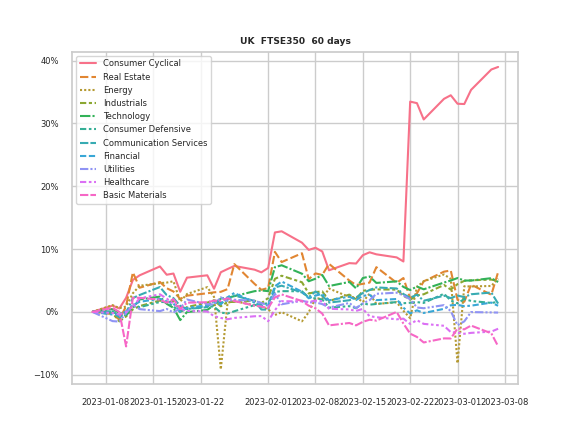 UK  FTSE350  60 days
40%
30%
20%
10%
0%
−10%
Consumer Cyclical
Real Estate
Energy
Industrials
Technology
Consumer Defensive
Communication Services
Financial
Utilities
Healthcare
Basic Materials
2023-01-08 2023-01-15 2023-01-22 2023-02-01 2023-02-08 2023-02-15 2023-02-22 2023-03-01 2023-03-08